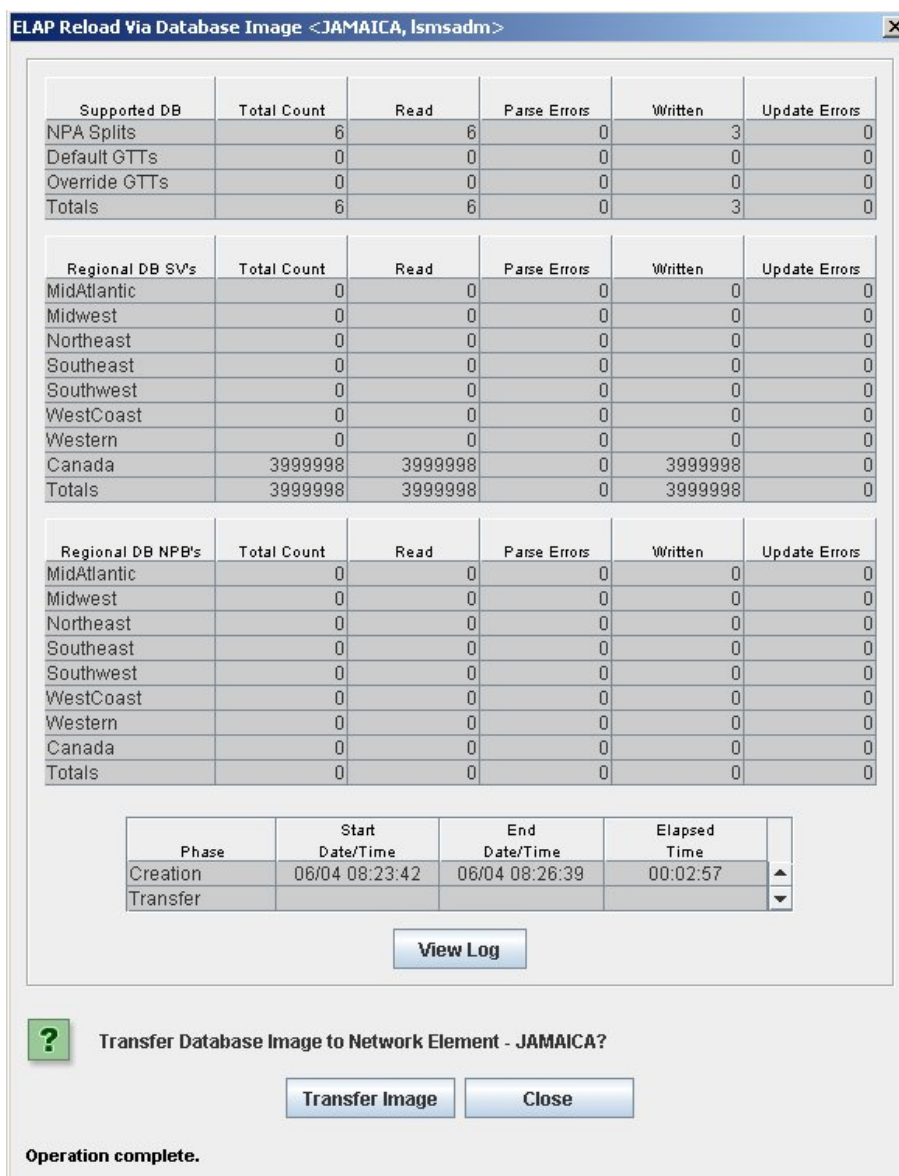 ELAP Reload Via Database Image <JAMAICA, lsmsadm>
Supported DB Total Count Read Parse Errors Written Update Errors
NPA Splits 6 6 0 3 0
Default GTTs 0 0 0 0 0
Override GTTs 0 0 0 0 0
Totals 6 6 0 3 0
Regional DB SV's Total Count Read Parse Errors Written Update Errors
MidAtlantic 0 0 0 0 0
Midwest 0 0 0 0 0
Northeast 0 0 0 0 0
Southeast 0 0 0 0 0
Southwest 0 0 0 0 0
WestCoast 0 0 0 0 0
Western 0 0 0 0 0
Canada 3999998 3999998 0 3999998 0
Totals 3999998 3999998 0 3999998 0
Regional DB NPB's Total Count Read Parse Errors Written Update Errors
MidAtlantic 0 0 0 0 0
Midwest 0 0 0 0 0
Northeast 0 0 0 0 0
Southeast 0 0 0 0 0
Southwest 0 0 0 0 0
WestCoast 0 0 0 0 0
Western 0 0 0 0 0
Canada 0 0 0 0 0
Totals 0 0 0 0 0
Start End Elapsed
Phase Date/Time Date/Time Time
Creation 06/04 08:23:42 06/04 08:26:39 00:02:57
Transfer
View Log
? Transfer Database Image to Network Element - JAMAICA?
Transfer Image Close
Operation complete.